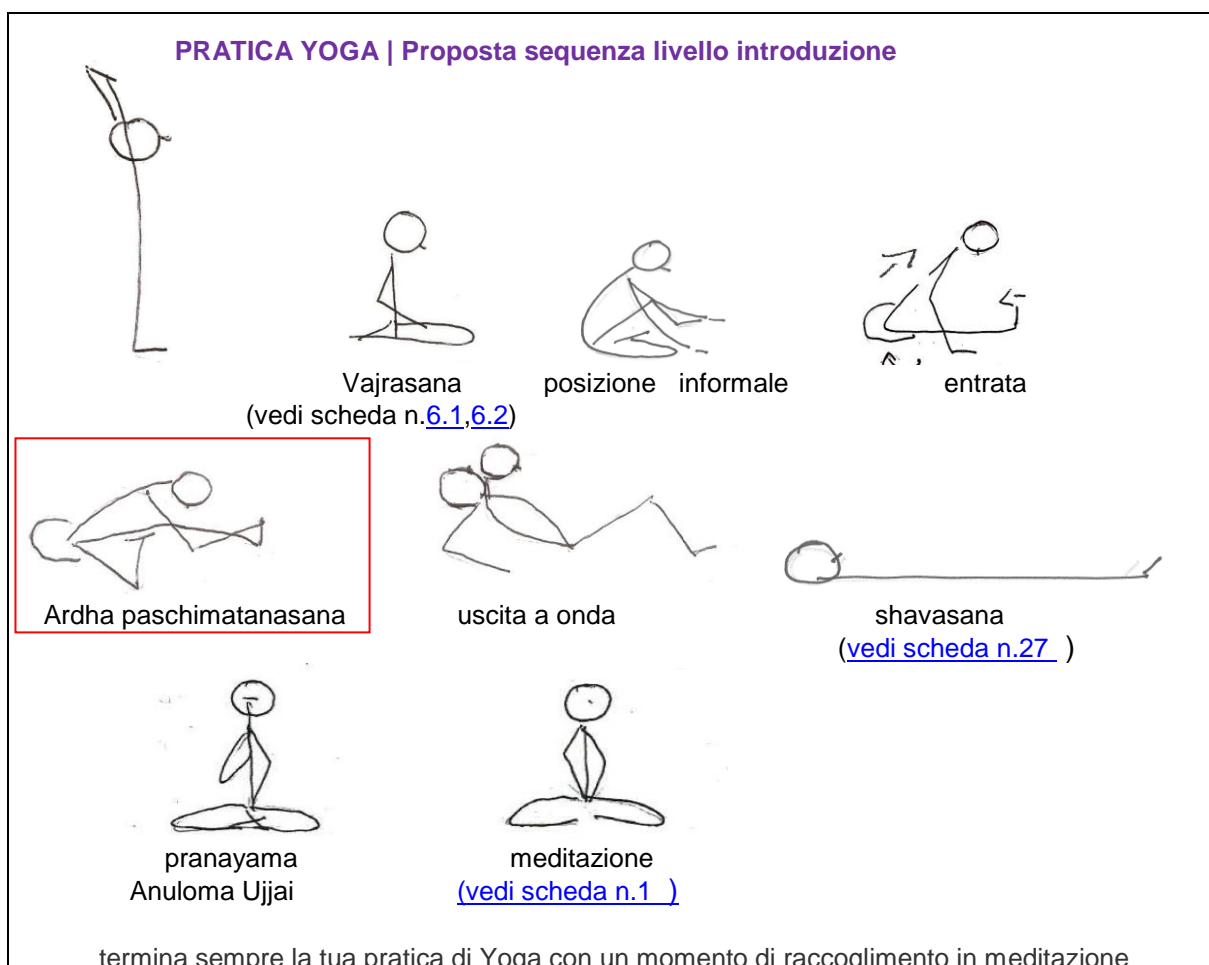 PRATICA YOGA | Proposta sequenza livello introduzione
Vajrasana posizione informale entrata
(vedi scheda n.6.1,6.2)
Ardha paschimatanasana uscita a onda shavasana
(vedi scheda n.27 )
pranayama meditazione
Anuloma Ujjai (vedi scheda n.1 )
termina sempre la tua pratica di Yoga con un momento di raccoglimento in meditazione